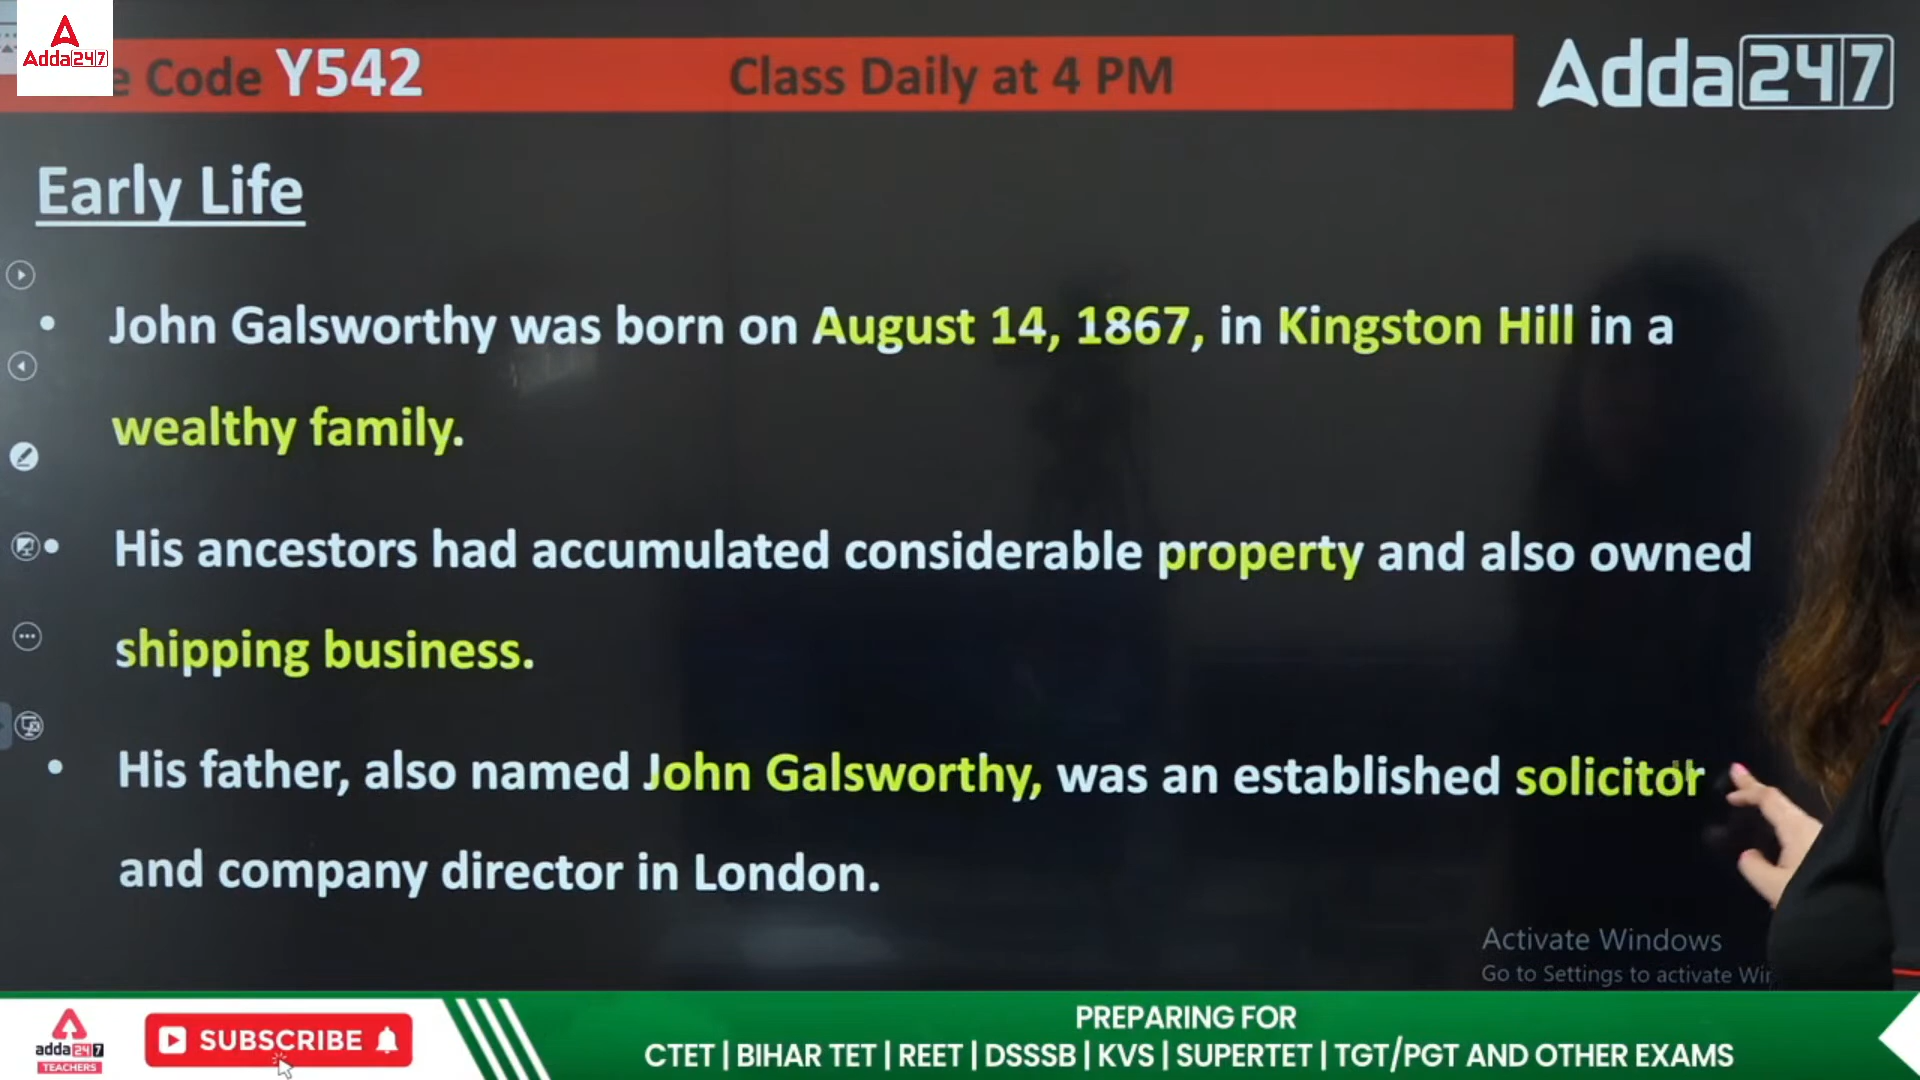 Adda247
e Code Y542 Class Daily at 4 PM Adda247
Early Life
• John Galsworthy was born on August 14, 1867, in Kingston Hill in a
wealthy family.
• His ancestors had accumulated considerable property and also owned
shipping business.
• His father, also named John Galsworthy, was an established solicitor
and company director in London.
Activate Windows
Go to Settings to activate Wi
adda247
TEACHERS
SUBSCRIBE
PREPARING FOR
CTET | BIHAR TET | REET | DSSSB | KVS | SUPERTET | TGT/PGT AND OTHER EXAMS